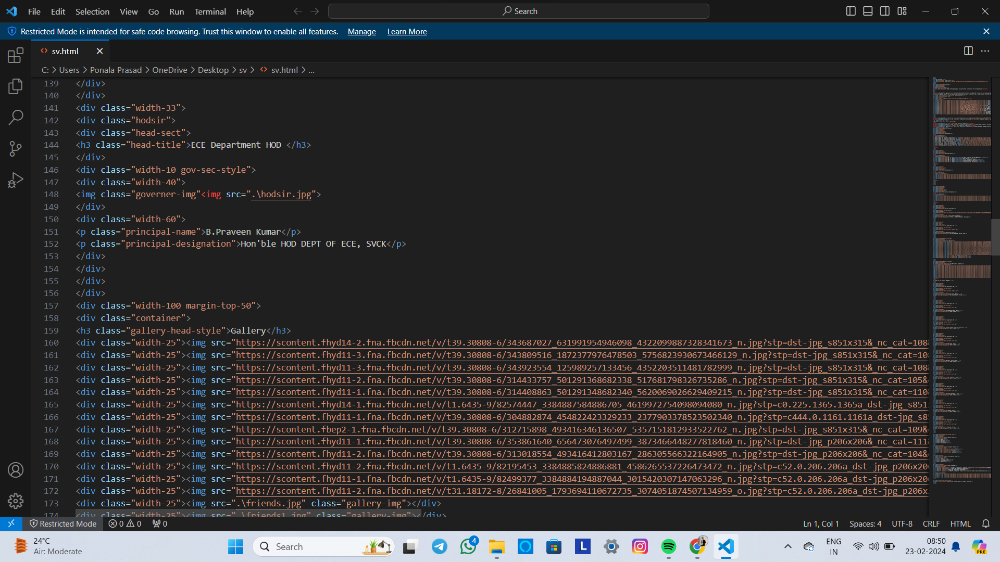 File Edit Selection View Go Run Terminal Help Search
Restricted Mode is intended for safe code browsing. Trust this window to enable all features. Manage Learn More
sv.html
C: > Users > Ponala Prasad > OneDrive > Desktop > sv > sv.html > ...
139 </div>
140 </div>
141 <div class="width-33">
142 <div class="hodsir">
143 <div class="head-sect">
144 <h3 class="head-title">ECE Department HOD </h3>
145 </div>
146 <div class="width-10 gov-sec-style">
147 <div class="width-40">
148 <img class="governer-img"<img src=".\hodsir.jpg">
149 </div>
150 <div class="width-60">
151 <p class="principal-name">B.Praveen Kumar</p>
152 <p class="principal-designation">Hon'ble HOD DEPT OF ECE, SVCK</p>
153 </div>
154 </div>
155 </div>
156 </div>
157 <div class="width-100 margin-top-50">
158 <div class="container">
159 <h3 class="gallery-head-style">Gallery</h3>
160 <div class="width-25"><img src="https://scontent.fhyd14-2.fna.fbcdn.net/v/t39.30808-6/343687027_631991954946098_4322099887328341673_n.jpg?stp=dst-jpg_s851x315&_nc_cat=108&
161 <div class="width-25"><img src="https://scontent.fhyd11-3.fna.fbcdn.net/v/t39.30808-6/343809516_1872377976478503_5756823930673466129_n.jpg?stp=dst-jpg_s851x315&_nc_cat=10
162 <div class="width-25"><img src="https://scontent.fhyd11-3.fna.fbcdn.net/v/t39.30808-6/343923554_125989257133456_4352203511481782999_n.jpg?stp=dst-jpg_s851x315&_nc_cat=108&
163 <div class="width-25"><img src="https://scontent.fhyd11-2.fna.fbcdn.net/v/t39.30808-6/314433757_501291368682338_517681798326735286_n.jpg?stp=dst-jpg_s851x315&_nc_cat=105&
164 <div class="width-25"><img src="https://scontent.fhyd11-1.fna.fbcdn.net/v/t39.30808-6/314408863_501291348682340_5620069026629409215_n.jpg?stp=dst-jpg_s851x315&_nc_cat=110&
165 <div class="width-25"><img src="https://scontent.fhyd14-1.fna.fbcdn.net/v/t1.6435-9/82574447_3384887584886705_4619972754098094080_n.jpg?stp=c0.225.1365.1365a_dst-jpg_s851
166 <div class="width-25"><img src="https://scontent.fhyd11-1.fna.fbcdn.net/v/t39.30808-6/304882874_454822423329233_2377903378523502340_n.jpg?stp=c444.0.1161.1161a_dst-jpg_s8
167 <div class="width-25"><img src="https://scontent.fbep2-1.fna.fbcdn.net/v/t39.30808-6/312715898_493416346136507_5357151812933522762_n.jpg?stp=dst-jpg_s851x315&_nc_cat=109&
168 <div class="width-25"><img src="https://scontent.fhyd11-1.fna.fbcdn.net/v/t39.30808-6/353861640_656473076497499_3873466448277818460_n.jpg?stp=dst-jpg_p206x206&_nc_cat=111&
169 <div class="width-25"><img src="https://scontent.fhyd11-2.fna.fbcdn.net/v/t39.30808-6/313018554_493416412803167_286305566322164905_n.jpg?stp=dst-jpg_p206x206&_nc_cat=104&
170 <div class="width-25"><img src="https://scontent.fhyd11-2.fna.fbcdn.net/v/t1.6435-9/82195453_3384885824886881_4586265537226473472_n.jpg?stp=c52.0.206.206a_dst-jpg_p206x20
171 <div class="width-25"><img src="https://scontent.fhyd11-1.fna.fbcdn.net/v/t1.6435-9/82499377_3384884194887044_3015420307147063296_n.jpg?stp=c52.0.206.206a_dst-jpg_p206x20
172 <div class="width-25"><img src="https://scontent.fhyd11-2.fna.fbcdn.net/v/t31.18172-8/26841005_1793694110672735_3074051874507134959_o.jpg?stp=c52.0.206.206a_dst-jpg_p206x
173 <div class="width-25"><img src=".\friends.jpg" class="gallery-img"></div>
174 <div class="width-25"><img src=".\friends1.jpg" class="gallery-img"></div>
Restricted Mode 0 0 0 Ln 1, Col 1 Spaces: 4 UTF-8 CRLF HTML
24°C
Air: Moderate
Search
4
L
ENG
IN
08:50
23-02-2024
PRE